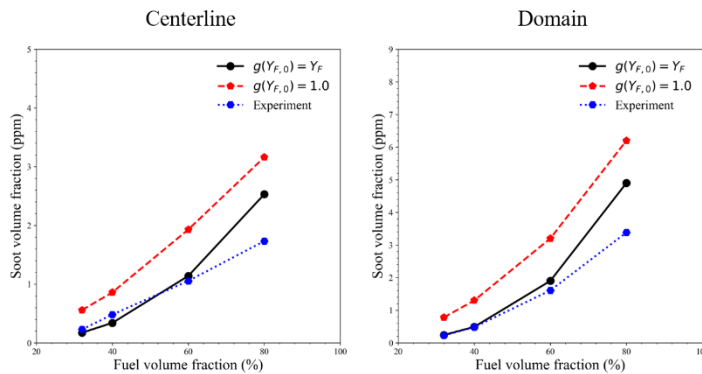 Centerline
5
4
3
2
1
0
20
40
60
80
100
Soot volume fraction (ppm)
Fuel volume fraction (%)
g(Y_{F,0}) = Y_F
g(Y_{F,0}) = 1.0
Experiment
Domain
9
8
7
6
5
4
3
2
1
0
20
40
60
80
100
Soot volume fraction (ppm)
Fuel volume fraction (%)
g(Y_{F,0}) = Y_F
g(Y_{F,0}) = 1.0
Experiment